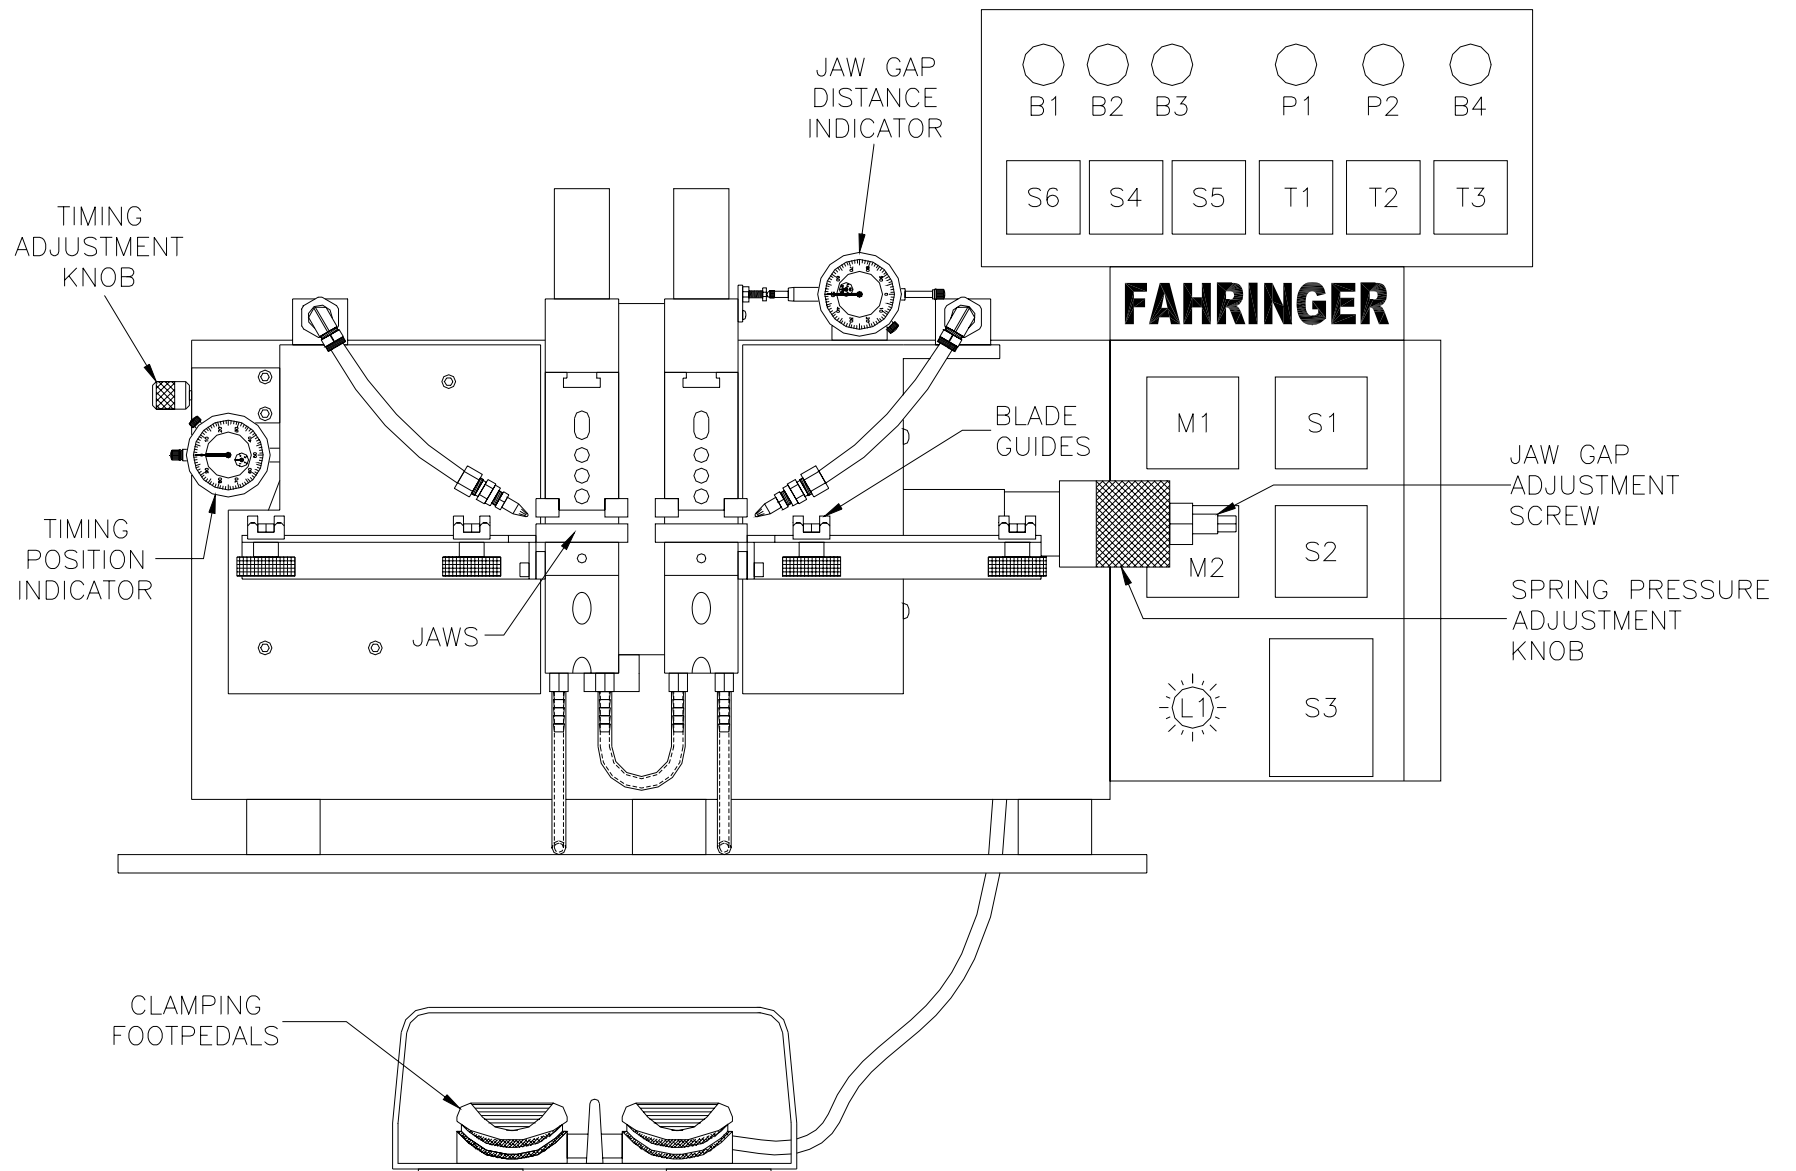 JAW GAP
DISTANCE
INDICATOR
B1 B2 B3 P1 P2 B4
S6 S4 S5 T1 T2 T3
TIMING
ADJUSTMENT
KNOB
FAHRINGER
BLADE
GUIDES
M1 S1
JAW GAP
ADJUSTMENT
SCREW
TIMING
POSITION
INDICATOR
M2 S2
SPRING PRESSURE
ADJUSTMENT
KNOB
JAWS
L1 S3
CLAMPING
FOOTPEDALS